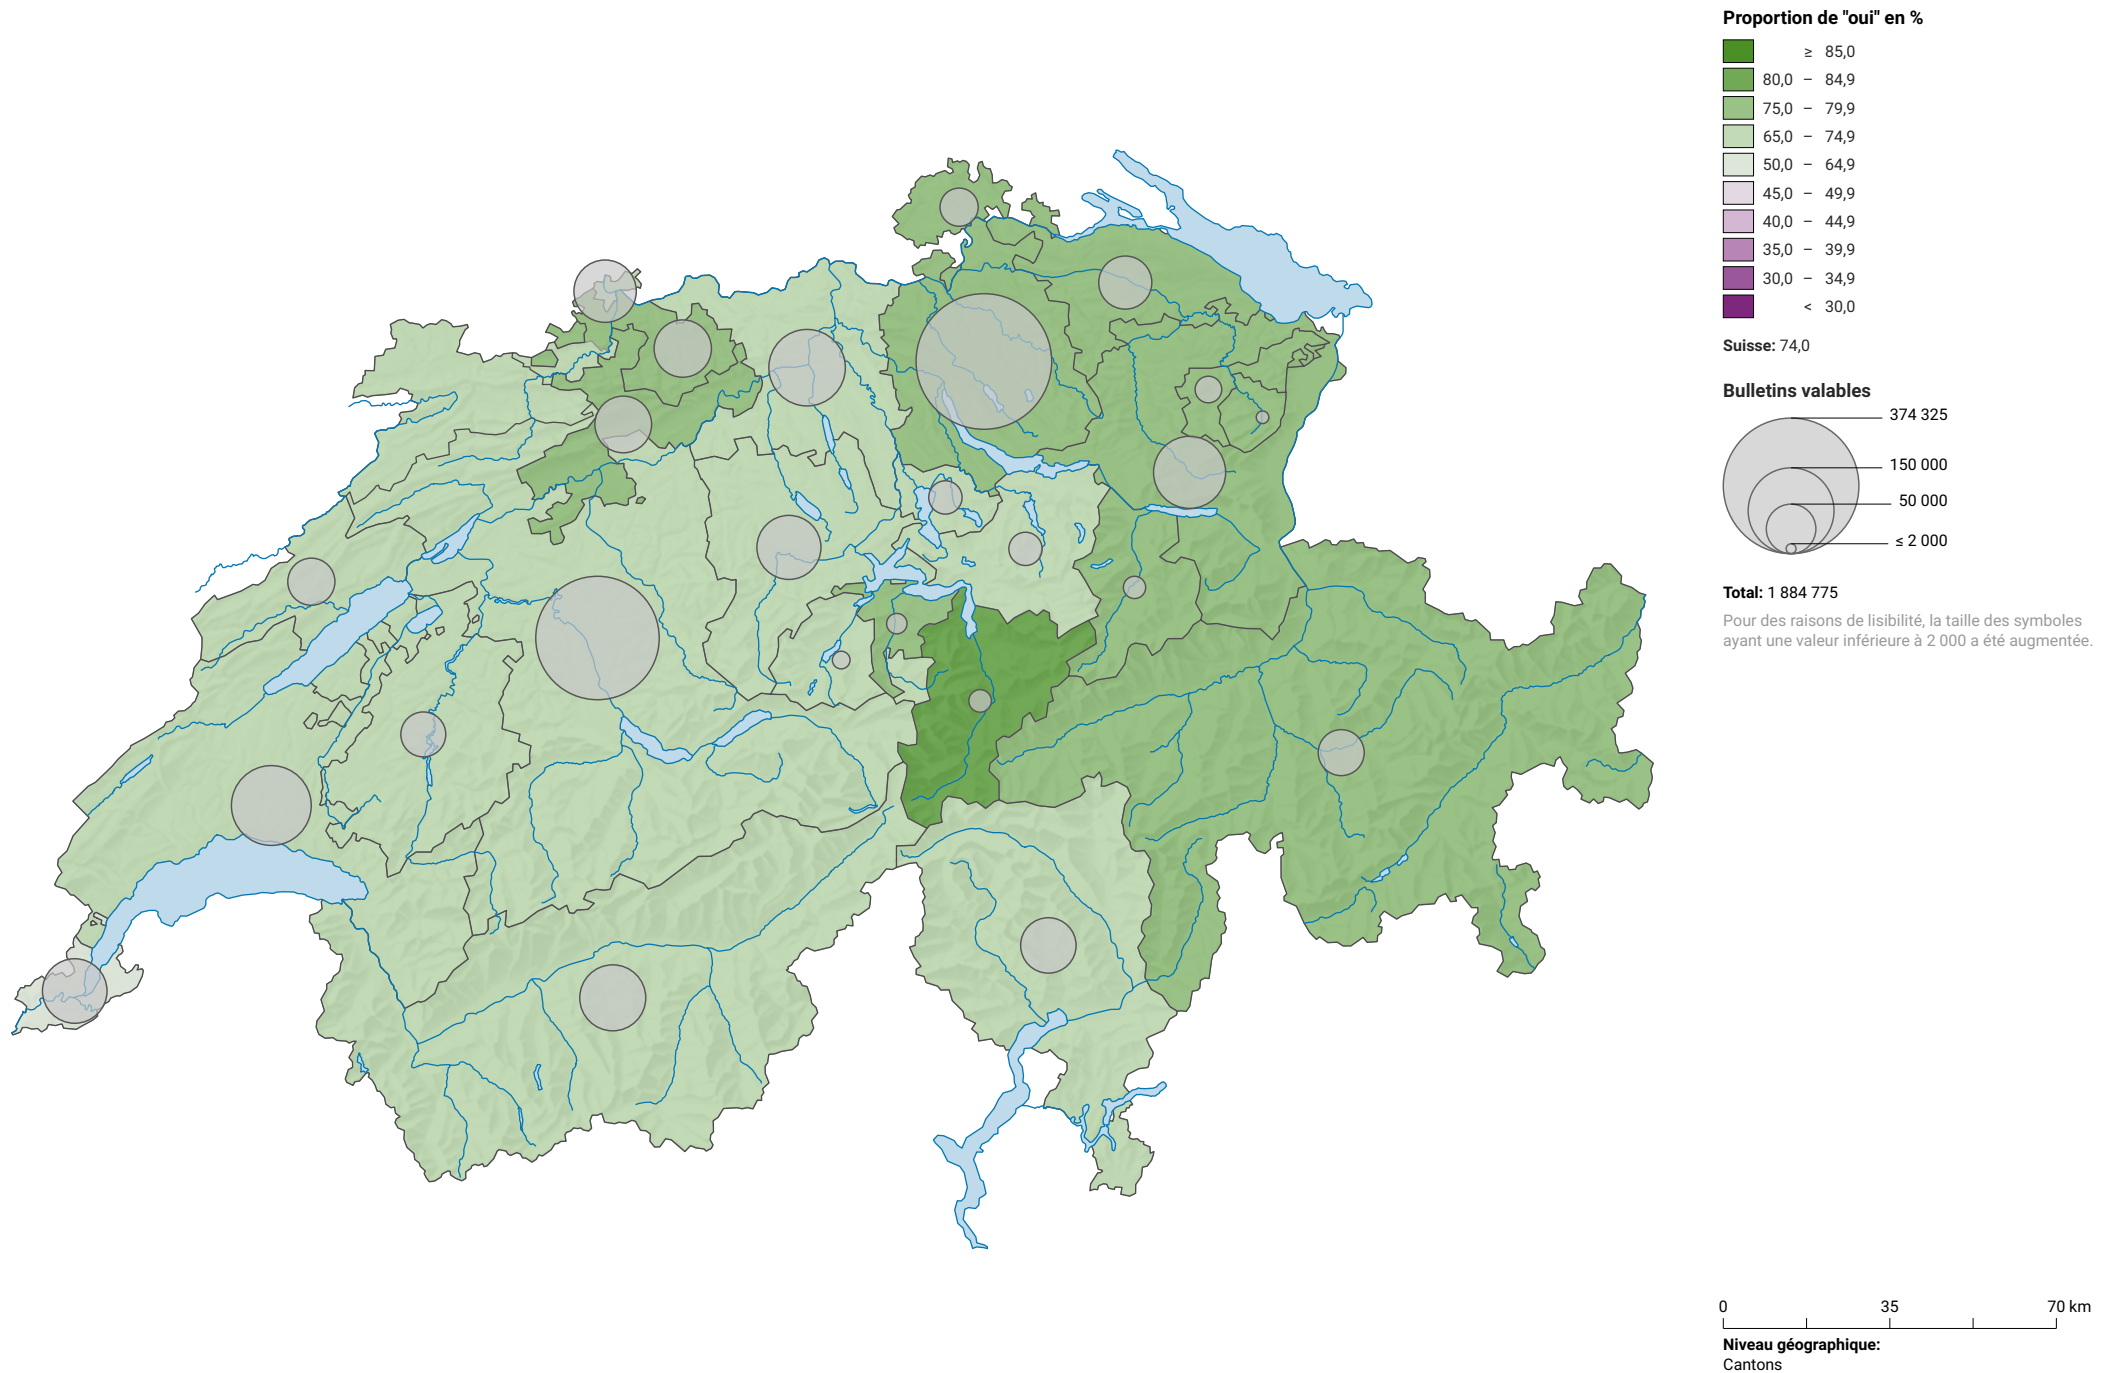 Proportion de "oui" en %
≥ 85,0
80,0 – 84,9
75,0 – 79,9
65,0 – 74,9
50,0 – 64,9
45,0 – 49,9
40,0 – 44,9
35,0 – 39,9
30,0 – 34,9
< 30,0
Suisse: 74,0
Bulletins valables
374 325
150 000
50 000
≤ 2 000
Total: 1 884 775
Pour des raisons de lisibilité, la taille des symboles
ayant une valeur inférieure à 2 000 a été augmentée.
0 35 70 km
Niveau géographique:
Cantons